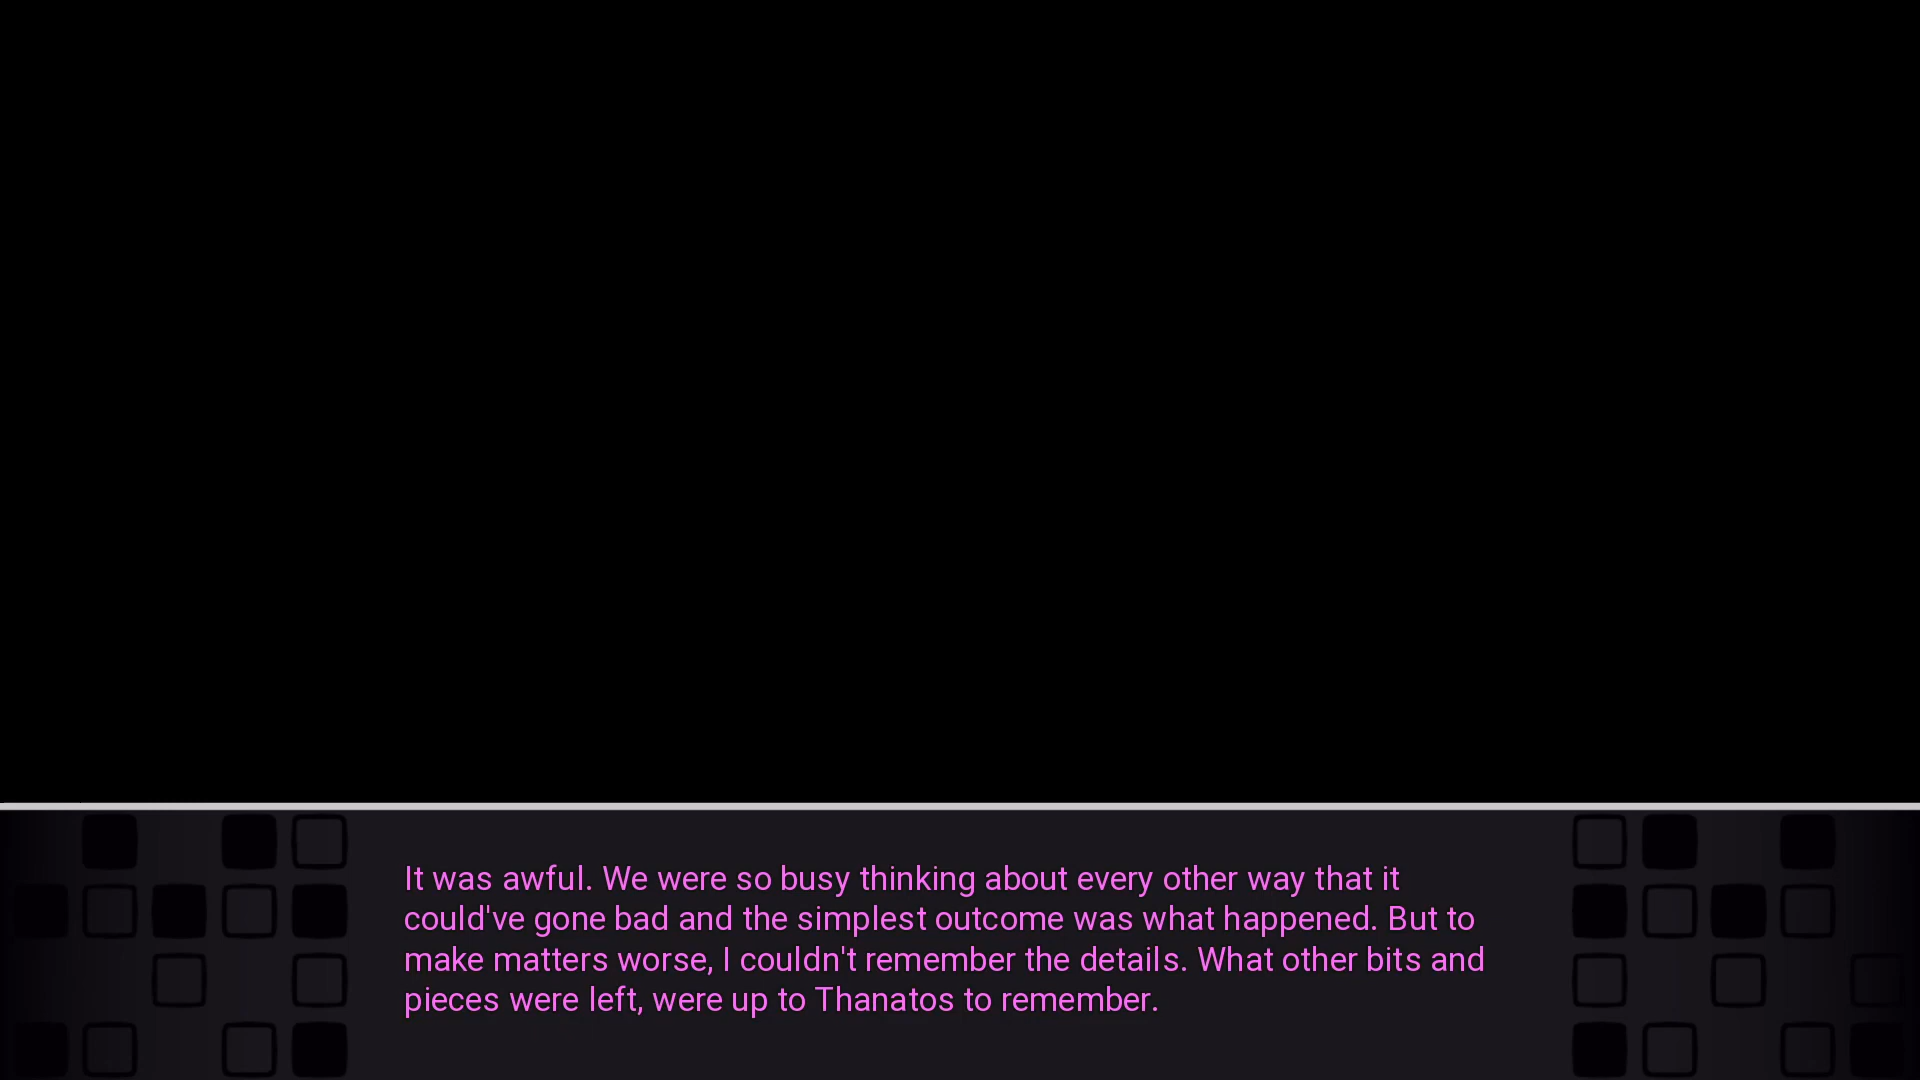 It was awful. We were so busy thinking about every other way that it
could've gone bad and the simplest outcome was what happened. But to
make matters worse, I couldn't remember the details. What other bits and
pieces were left, were up to Thanatos to remember.